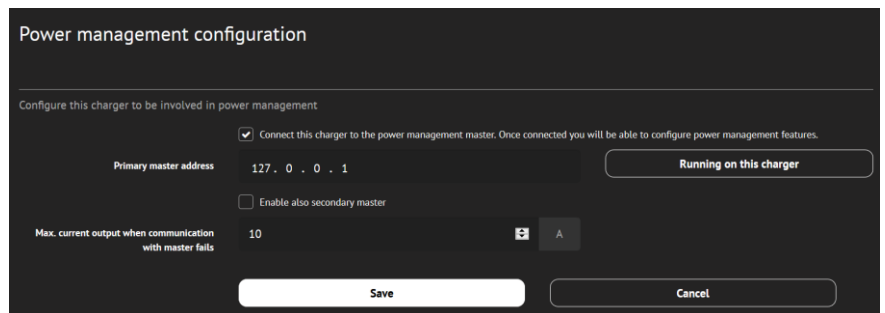 Power management configuration
Configure this charger to be involved in power management
Connect this charger to the power management master. Once connected you will be able to configure power management features.
Primary master address
127. 0 . 0 . 1
Running on this charger
Enable also secondary master
Max. current output when communication
with master fails
10
A
Save
Cancel